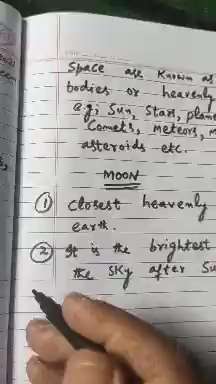 Space are known as
bodies or heavenly
e.g; Sun, Stars, plane
Comets, Meteors, m
asteroids etc.
MOON
① Closest heavenly
earth.
② It is the brightest
the sky after Su